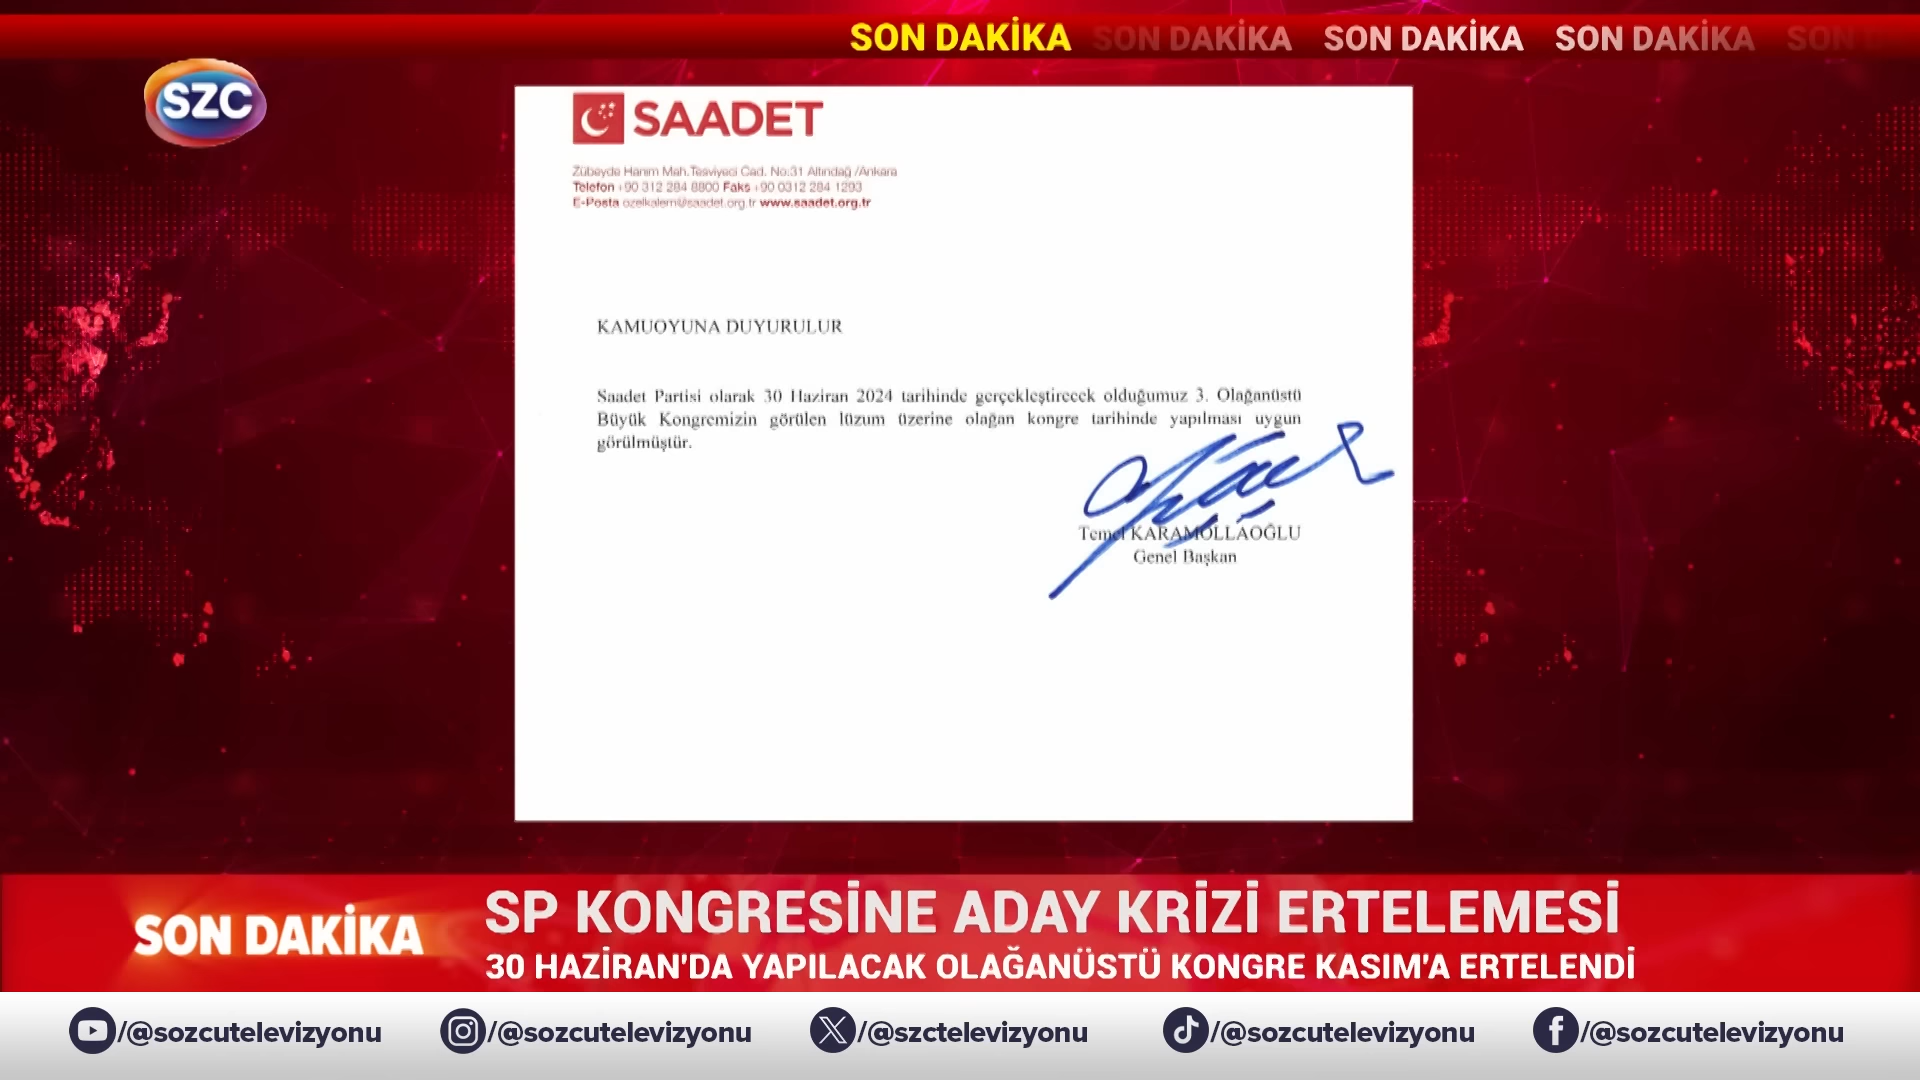 SON DAKİKA SON DAKİKA SON DAKİKA SON DAKİKA SON D
SZC
SAADET
Zübeyde Hanım Mah.Tesviyeci Cad. No:31 Altındağ /Ankara
Telefon +90 312 284 8800 Faks +90 0312 284 1293
E-Posta ozelkalem@saadet.org.tr www.saadet.org.tr
KAMUOYUNA DUYURULUR
Saadet Partisi olarak 30 Haziran 2024 tarihinde gerçekleştirecek olduğumuz 3. Olağanüstü
Büyük Kongremizin görülen lüzum üzerine olağan kongre tarihinde yapılması uygun
görülmüştür.
Temel KARAMOLLAOĞLU
Genel Başkan
SON DAKİKA
SP KONGRESİNE ADAY KRİZİ ERTELEMESİ
30 HAZİRAN'DA YAPILACAK OLAĞANÜSTÜ KONGRE KASIM'A ERTELENDİ
/@sozcutelevizyonu /@sozcutelevizyonu /@szctelevizyonu /@sozcutelevizyonu /@sozcutelevizyonu